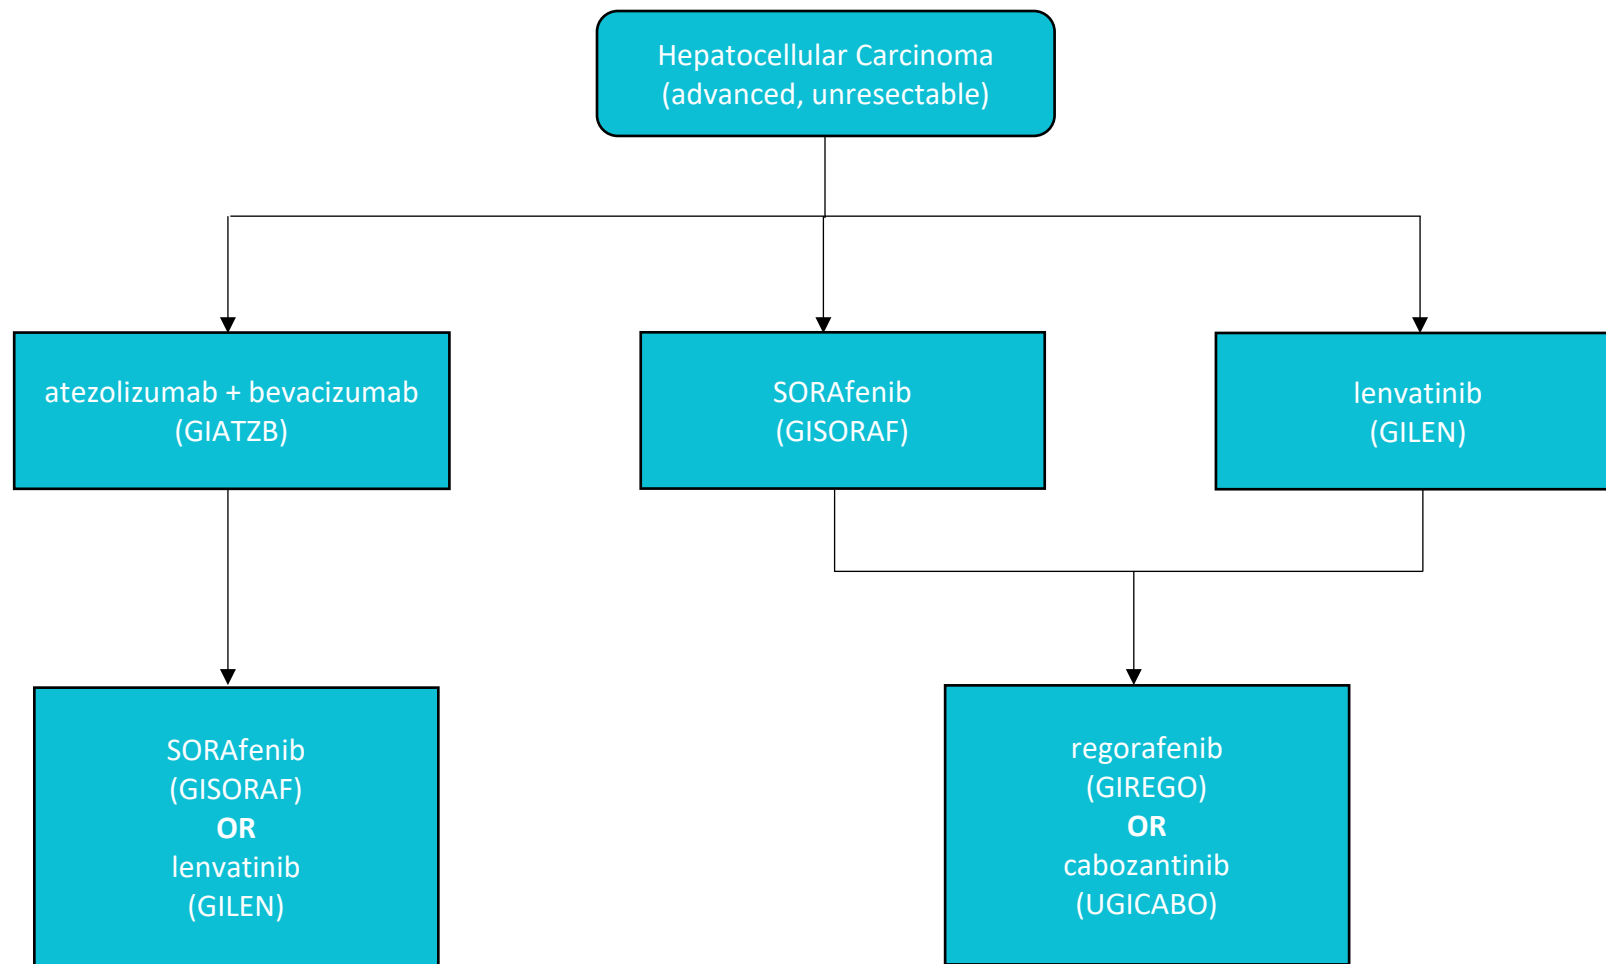 Hepatocellular Carcinoma
(advanced, unresectable)
atezolizumab + bevacizumab
(GIATZB)
SORAfenib
(GISORAF)
lenvatinib
(GILEN)
SORAfenib
(GISORAF)
OR
lenvatinib
(GILEN)
regorafenib
(GIREGO)
OR
cabozantinib
(UGICABO)